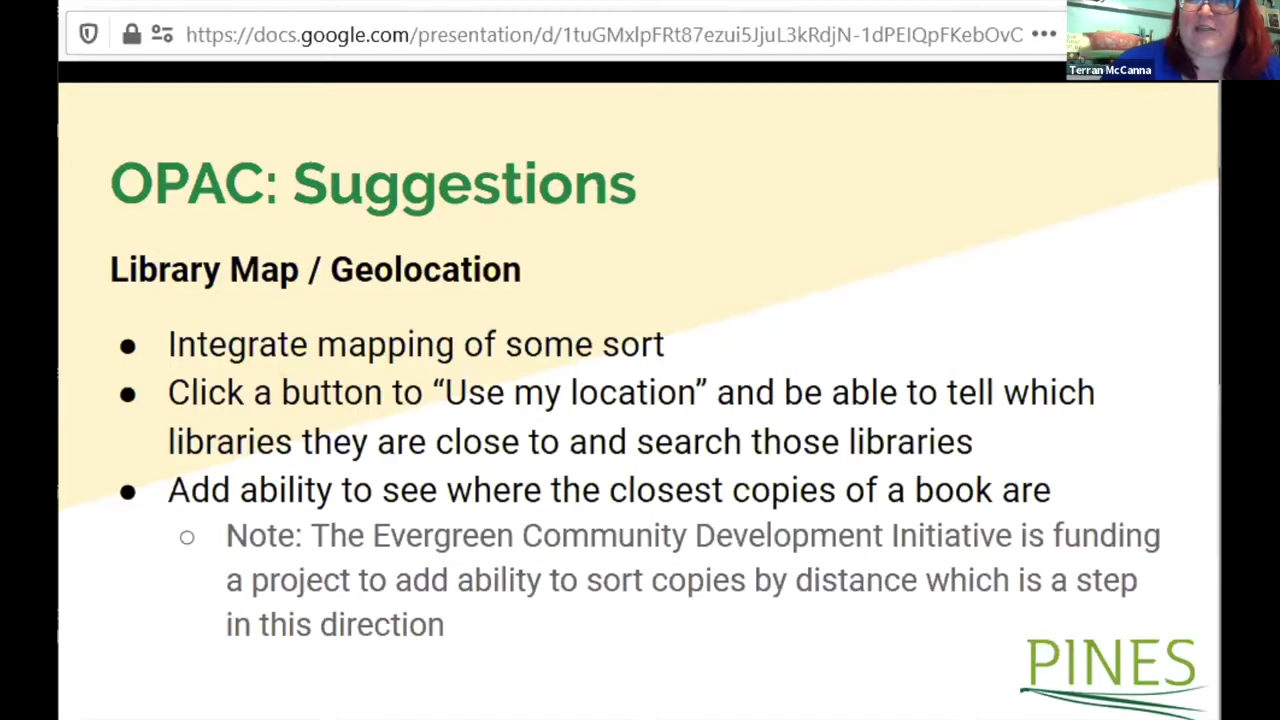 https://docs.google.com/presentation/d/1tuGMxlpFRt87ezui5JjuL3kRdjN-1dPEIQpFKebOvC
Terran McCanna
OPAC: Suggestions
Library Map / Geolocation
● Integrate mapping of some sort
● Click a button to “Use my location” and be able to tell which
libraries they are close to and search those libraries
● Add ability to see where the closest copies of a book are
○ Note: The Evergreen Community Development Initiative is funding
a project to add ability to sort copies by distance which is a step
in this direction
PINES